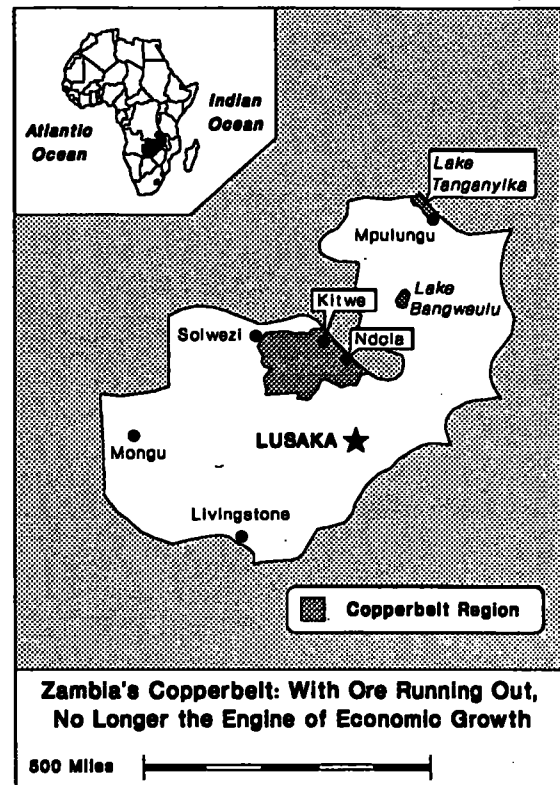 Atlantic
Ocean
Indian
Ocean
Lake
Tanganyika
Mpulungu
Lake
Bangweulu
Kitwe
Solwezi
Ndola
LUSAKA
Mongu
Livingstone
Copperbelt Region
Zambia's Copperbelt: With Ore Running Out,
No Longer the Engine of Economic Growth
500 Miles